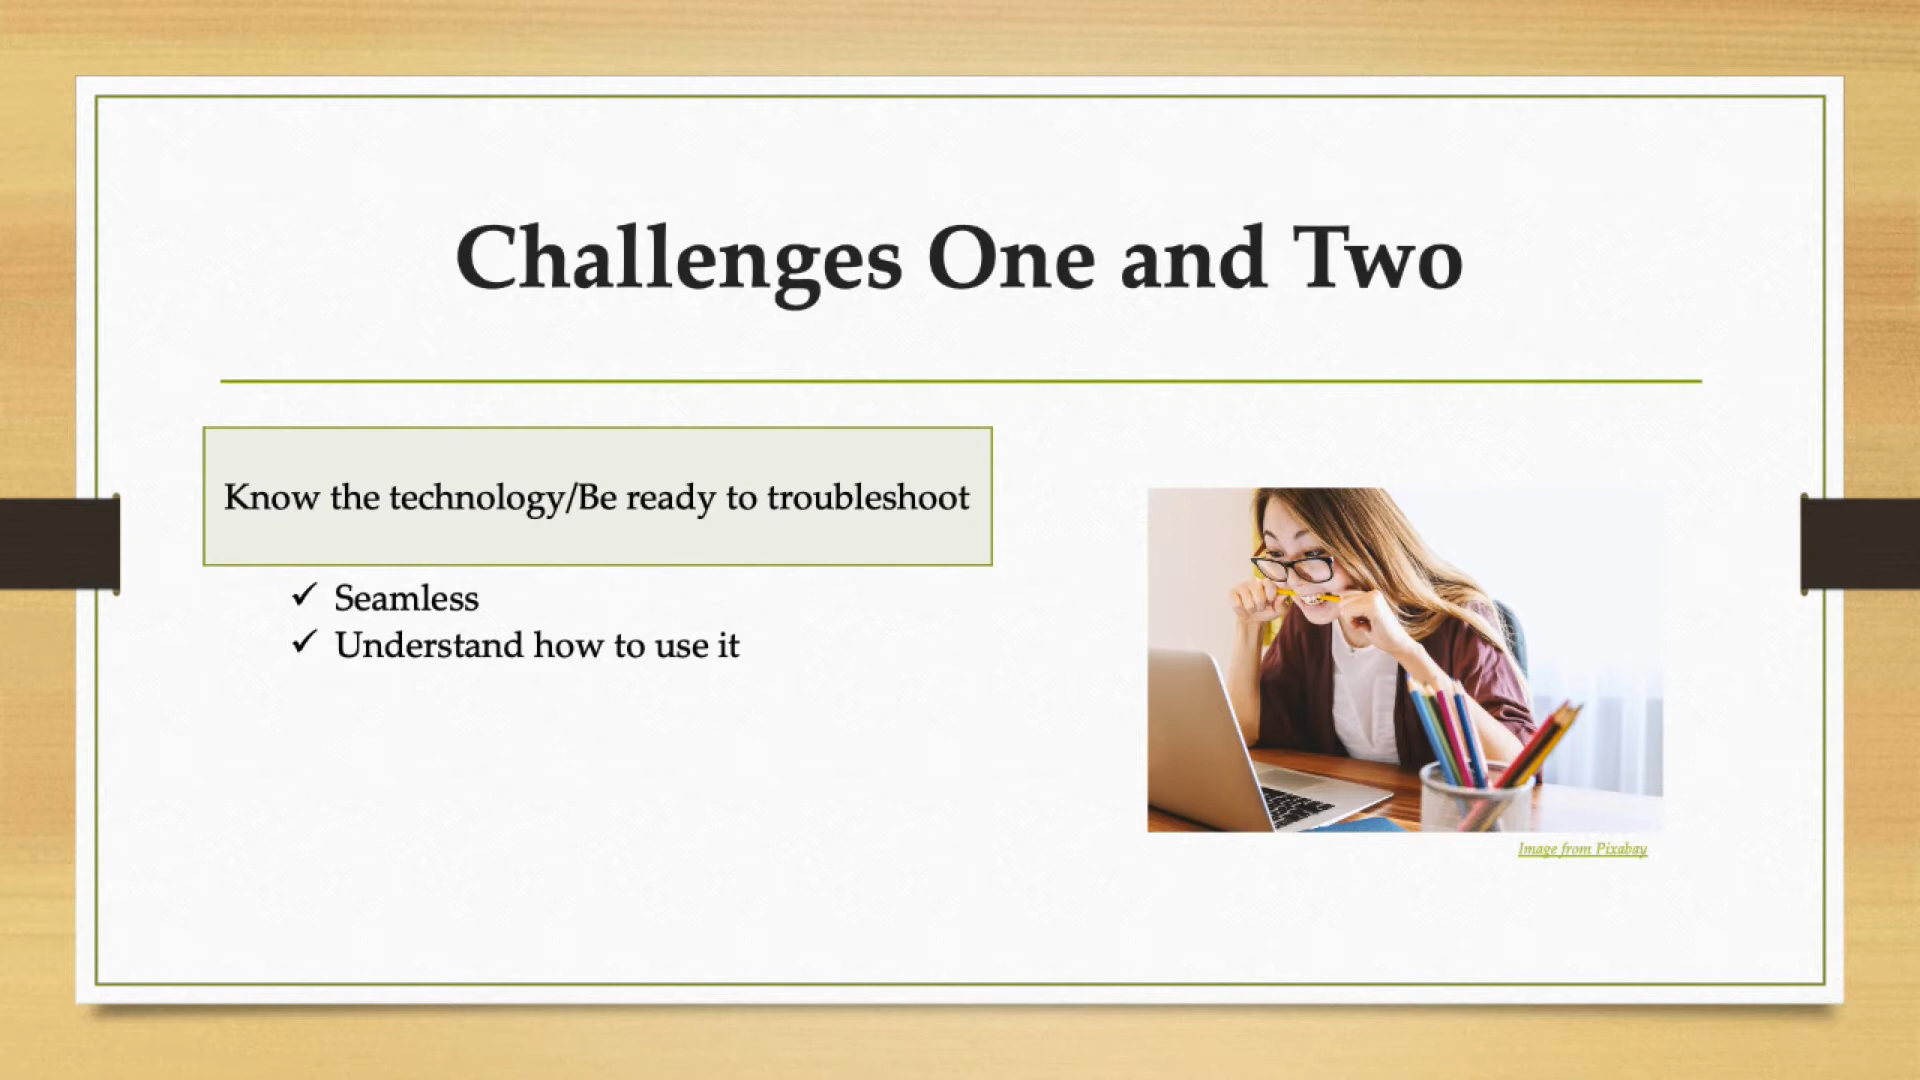 Challenges One and Two
Know the technology/Be ready to troubleshoot
✓ Seamless
✓ Understand how to use it
Image from Pixabay